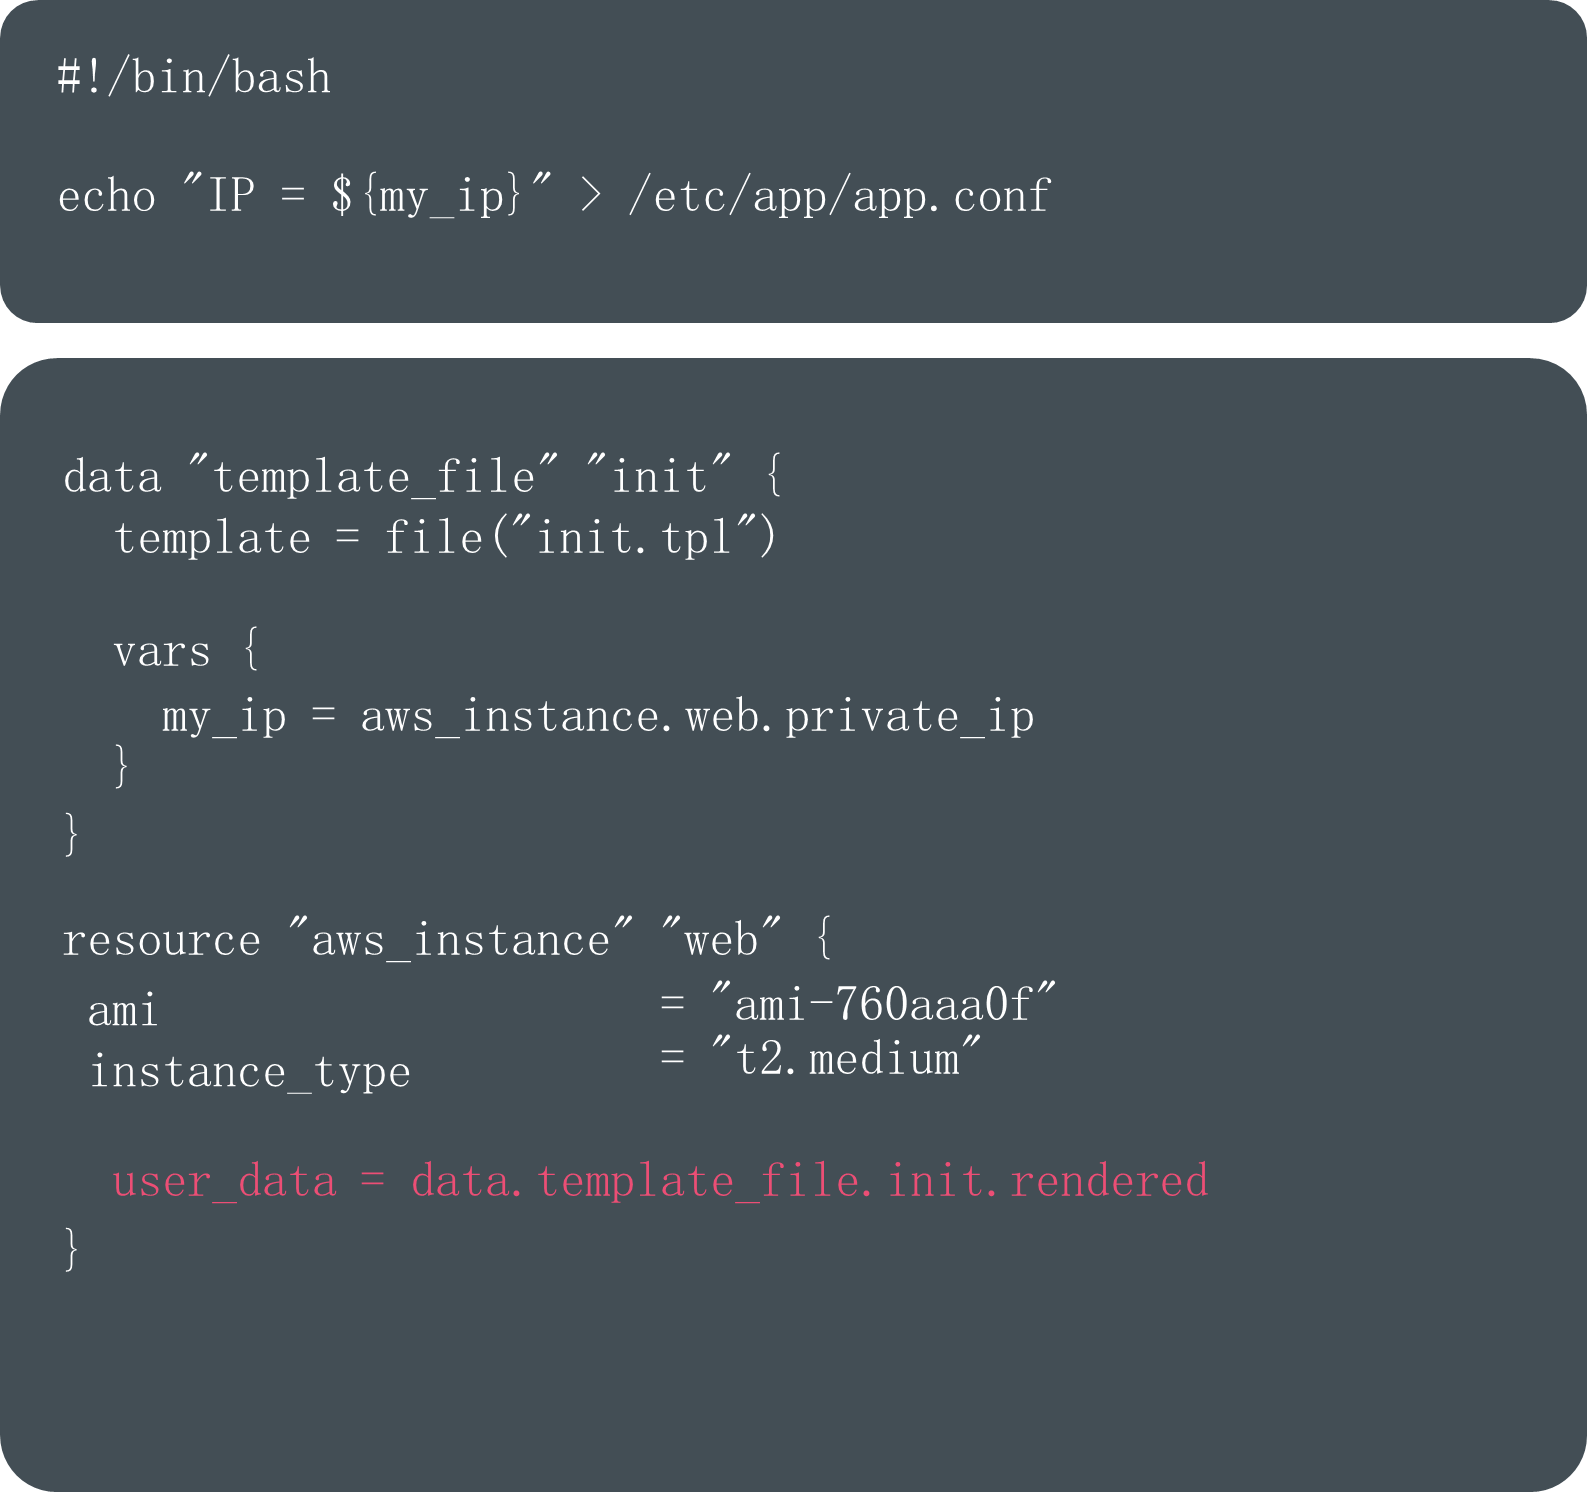 #!/bin/bash
echo "IP = ${my_ip}" > /etc/app/app.conf
data "template_file" "init" {
template = file("init.tpl")
vars {
my_ip = aws_instance.web.private_ip
}
}
resource "aws_instance" "web" {
ami = "ami-760aaa0f"
instance_type = "t2.medium"
user_data = data.template_file.init.rendered
}